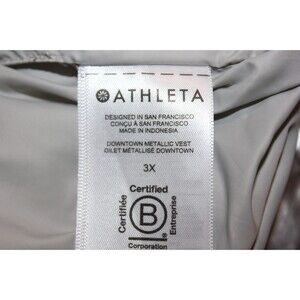 ATHLETA
DESIGNED IN SAN FRANCISCO
CONÇU À SAN FRANCISCO
MADE IN INDONESIA
DOWNTOWN METALLIC VEST
GILET MÉTALLISÉ DOWNTOWN
3X
Certified
Certifiée
B
Entreprise
Corporation